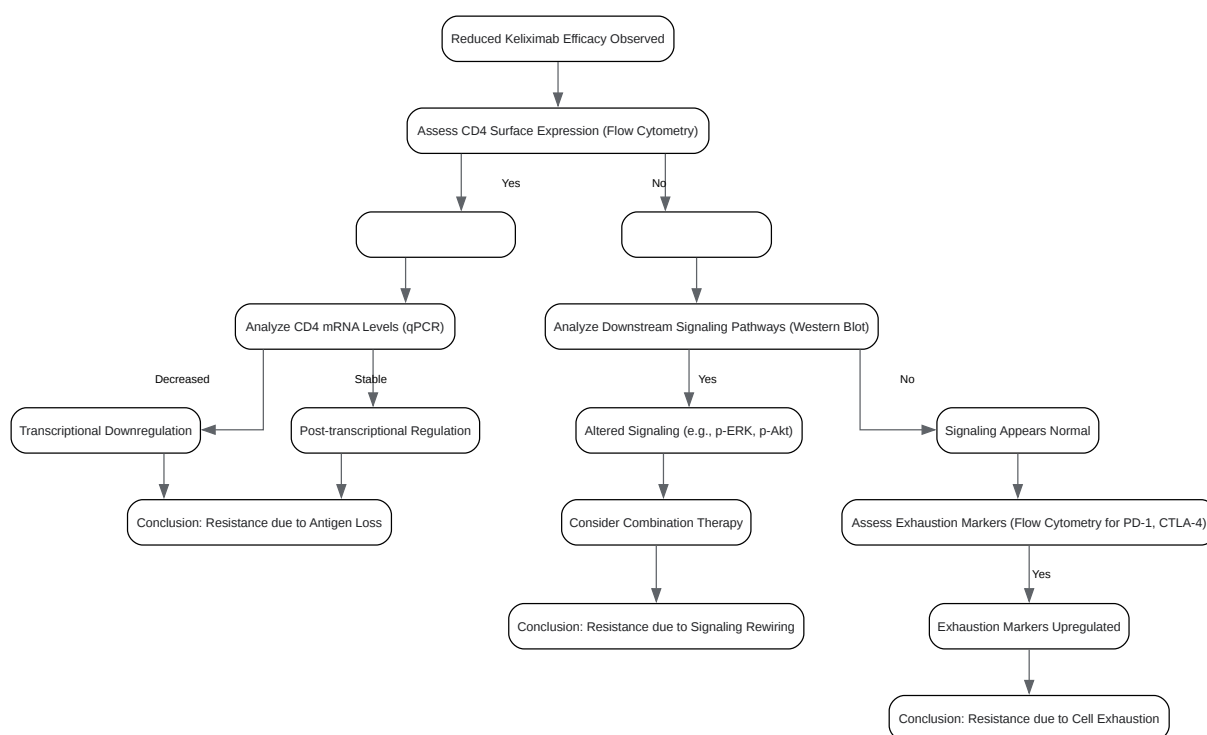 Reduced Keliximab Efficacy Observed
Assess CD4 Surface Expression (Flow Cytometry)
Yes
No
Analyze CD4 mRNA Levels (qPCR)
Analyze Downstream Signaling Pathways (Western Blot)
Decreased
Stable
Yes
No
Transcriptional Downregulation
Post-transcriptional Regulation
Altered Signaling (e.g., p-ERK, p-Akt)
Signaling Appears Normal
Conclusion: Resistance due to Antigen Loss
Consider Combination Therapy
Assess Exhaustion Markers (Flow Cytometry for PD-1, CTLA-4)
Yes
Conclusion: Resistance due to Signaling Rewiring
Exhaustion Markers Upregulated
Conclusion: Resistance due to Cell Exhaustion